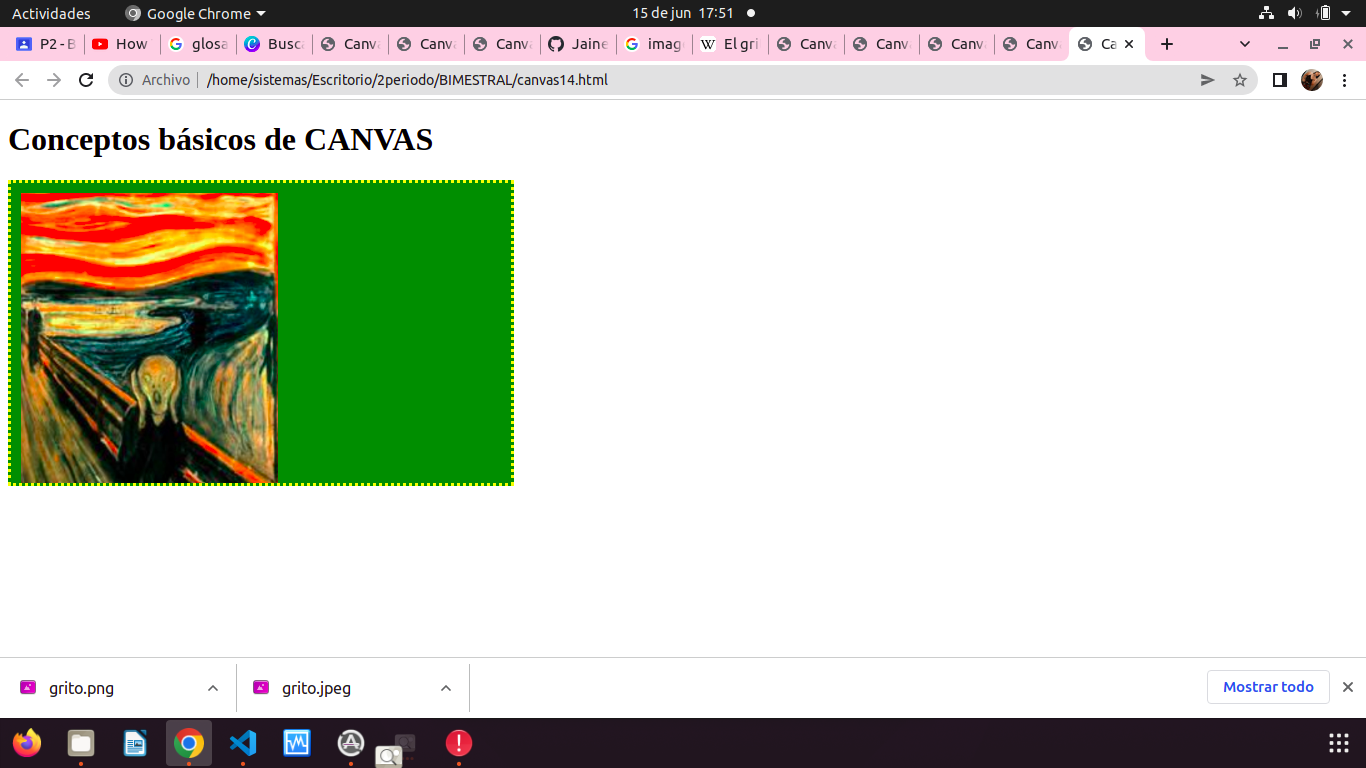 Actividades Google Chrome 15 de jun 17:51
P2 - B How glosa Busca Canva Canva Canva Jaine imag El gri Canva Canva Canva Canva Ca
Archivo /home/sistemas/Escritorio/2periodo/BIMESTRAL/canvas14.html
Conceptos básicos de CANVAS
grito.png grito.jpeg Mostrar todo